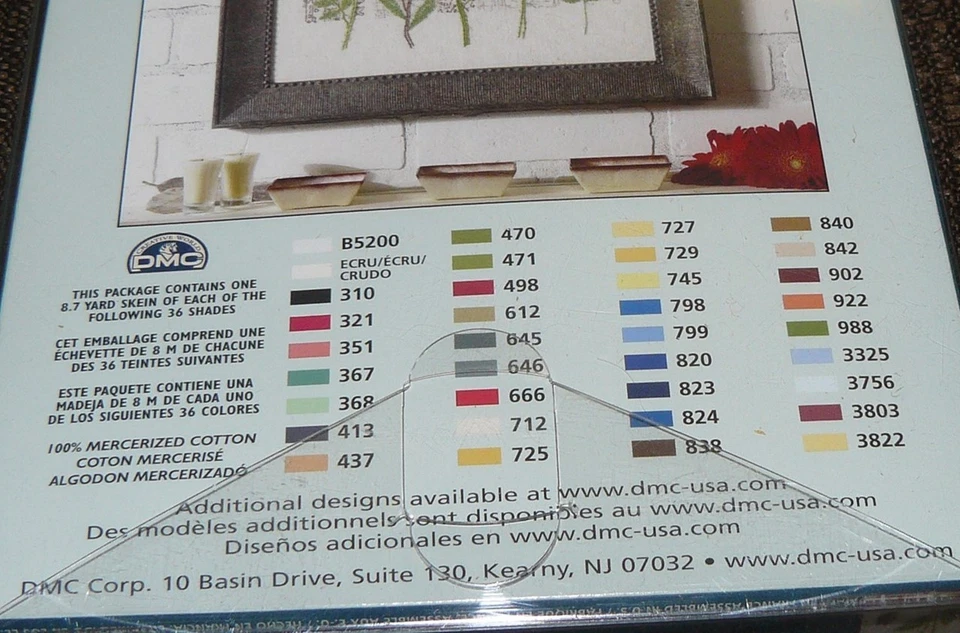 CREATIVE WORLD
DMC
THIS PACKAGE CONTAINS ONE
8.7 YARD SKEIN OF EACH OF THE
FOLLOWING 36 SHADES
CET EMBALLAGE COMPREND UNE
ÉCHEVETTE DE 8 M DE CHACUNE
DES 36 TEINTES SUIVANTES
ESTE PAQUETE CONTIENE UNA
MADEJA DE 8 M DE CADA UNO
DE LOS SIGUIENTES 36 COLORES
100% MERCERIZED COTTON
COTON MERCERISÉ
ALGODON MERCERIZADO
B5200
ECRU/ÉCRU/
CRUDO
310
321
351
367
368
413
437
470
471
498
612
645
646
666
712
725
727
729
745
798
799
820
823
824
838
840
842
902
922
988
3325
3756
3803
3822
Additional designs available at www.dmc-usa.com
Des modèles additionnels sont disponibles au www.dmc-usa.com
Diseños adicionales en www.dmc-usa.com
DMC Corp. 10 Basin Drive, Suite 130, Kearny, NJ 07032 • www.dmc-usa.com